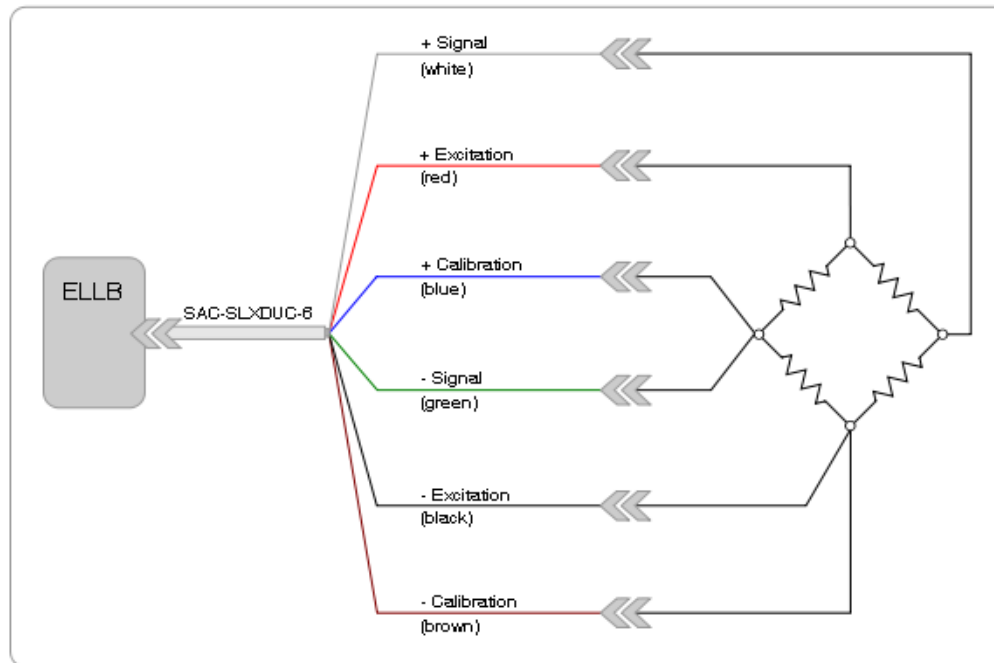 + Signal
(white)
+ Excitation
(red)
ELLB
SAC-SLXDUC-6
+ Calibration
(blue)
- Signal
(green)
- Excitation
(black)
- Calibration
(brown)